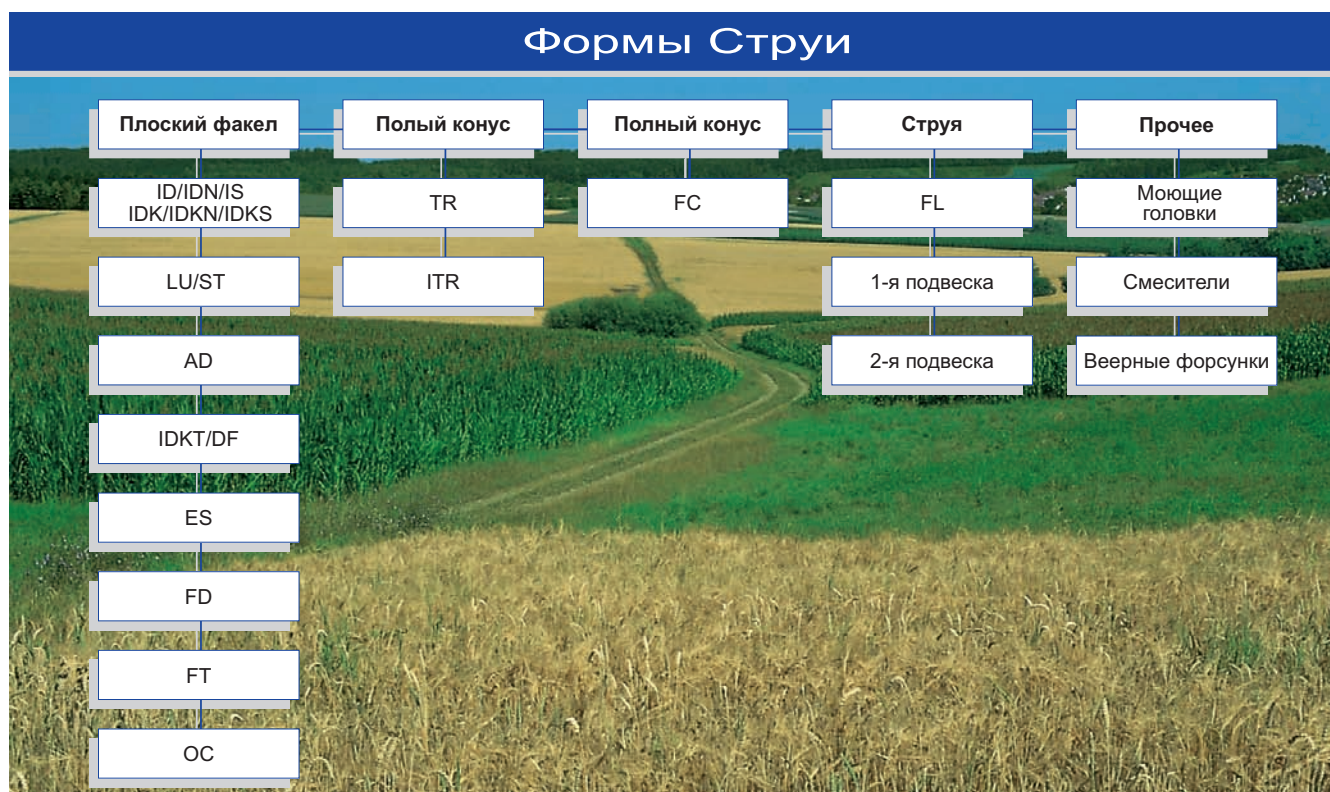 Формы Струи
Плоский факел
Полый конус
Полный конус
Струя
Прочее
ID/IDN/IS
IDK/IDKN/IDKS
TR
FC
FL
Моющие
головки
LU/ST
ITR
1-я подвеска
Смесители
AD
2-я подвеска
Веерные форсунки
IDKT/DF
ES
FD
FT
OC